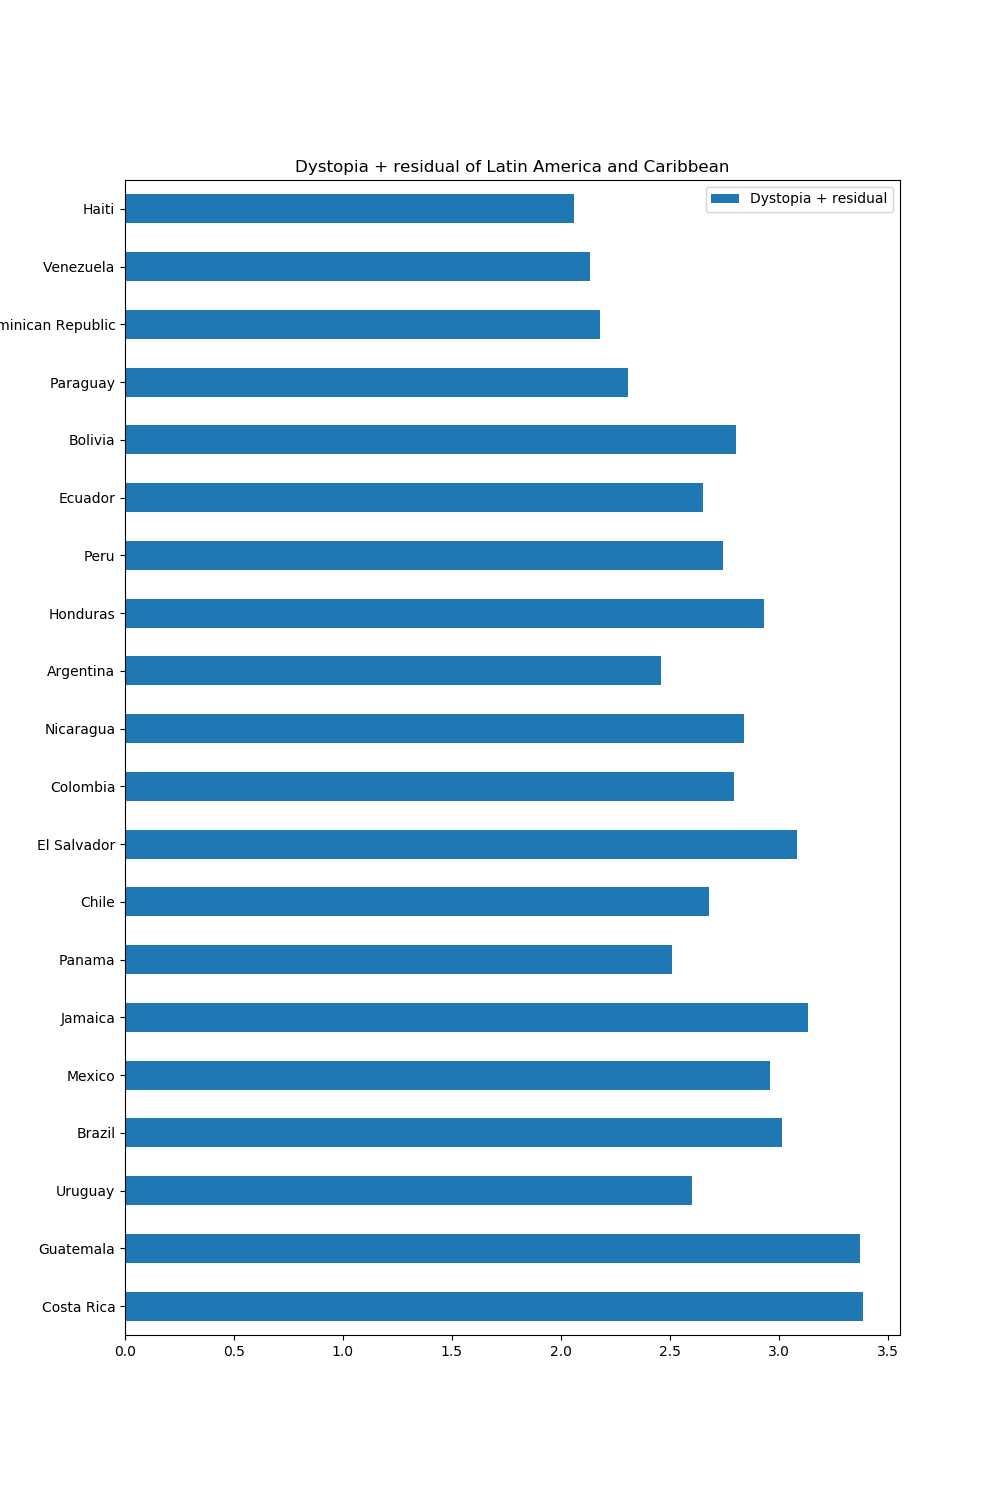 Dystopia + residual of Latin America and Caribbean
Dystopia + residual
Haiti
Venezuela
minican Republic
Paraguay
Bolivia
Ecuador
Peru
Honduras
Argentina
Nicaragua
Colombia
El Salvador
Chile
Panama
Jamaica
Mexico
Brazil
Uruguay
Guatemala
Costa Rica
0.0 0.5 1.0 1.5 2.0 2.5 3.0 3.5